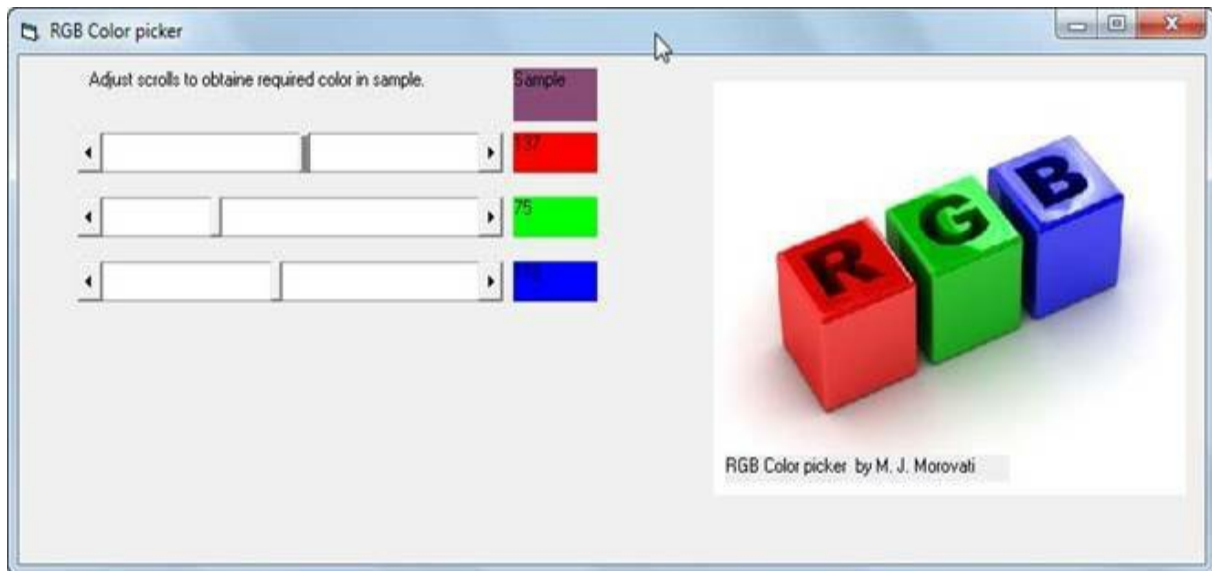 RGB Color picker
Adjust scrolls to obtaine required color in sample.
Sample
137
75
R
G
B
RGB Color picker by M. J. Morovati